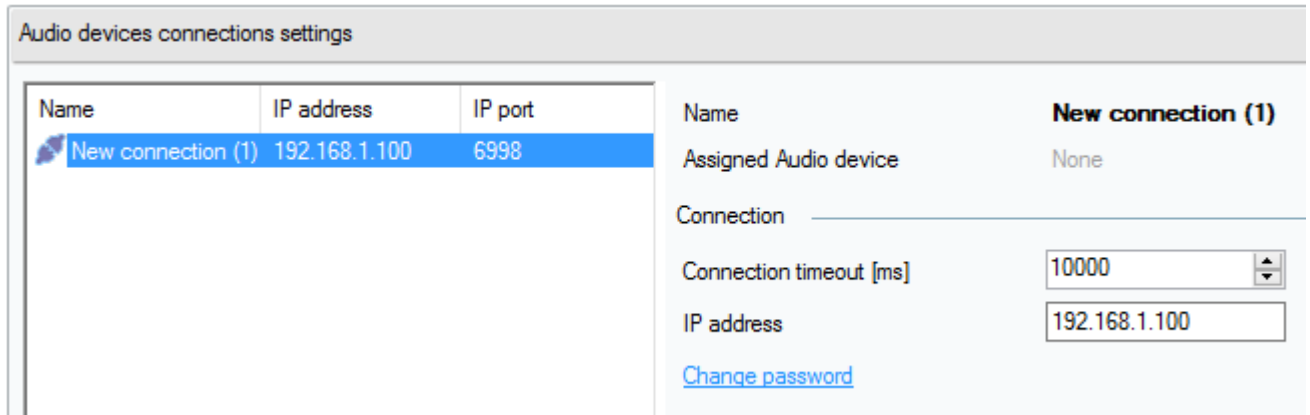 Audio devices connections settings
Name IP address IP port
New connection (1) 192.168.1.100 6998
Name New connection (1)
Assigned Audio device None
Connection
Connection timeout [ms] 10000
IP address 192.168.1.100
Change password